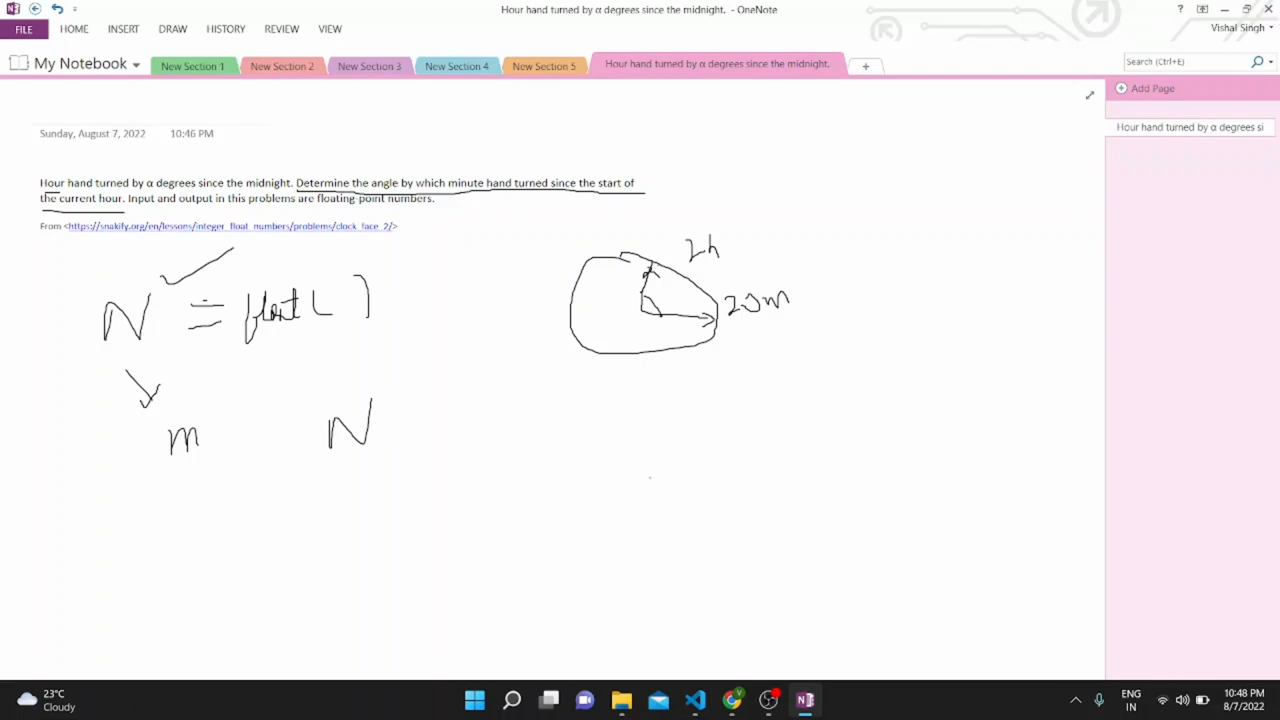 Hour hand turned by α degrees since the midnight. - OneNote
?
FILE HOME INSERT DRAW HISTORY REVIEW VIEW
Vishal Singh
My Notebook
New Section 1
New Section 2
New Section 3
New Section 4
New Section 5
Hour hand turned by α degrees since the midnight.
+
Search (Ctrl+E)
Add Page
Hour hand turned by α degrees si
Sunday, August 7, 2022 10:46 PM
Hour hand turned by α degrees since the midnight. Determine the angle by which minute hand turned since the start of
the current hour. Input and output in this problems are floating-point numbers.
From <https://snakify.org/en/lessons/integer_float_numbers/problems/clock_face_2/>
2h
N = float ( )
20m
m N
23°C
Cloudy
ENG
IN
10:48 PM
8/7/2022